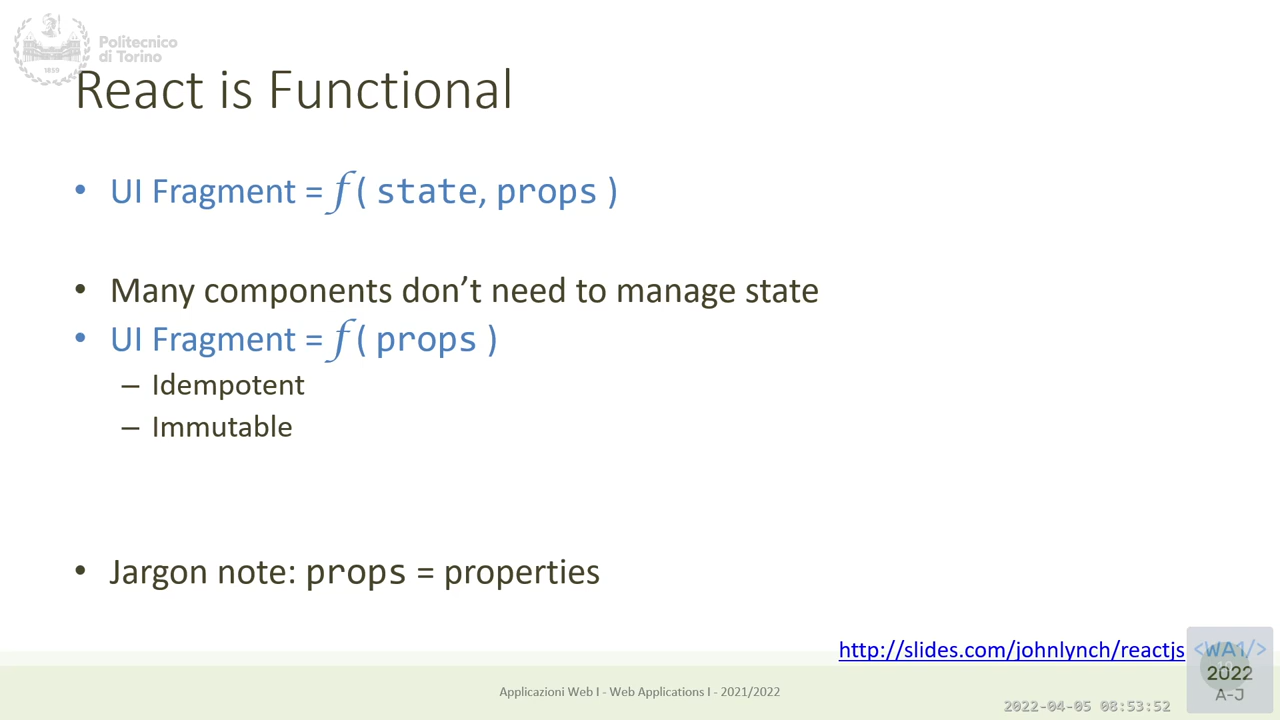 Politecnico
di Torino
1859
React is Functional
• UI Fragment = f( state, props )
• Many components don’t need to manage state
• UI Fragment = f( props )
– Idempotent
– Immutable
• Jargon note: props = properties
http://slides.com/johnlynch/reactjs
<WA1/>
2022
A-J
Applicazioni Web I - Web Applications I - 2021/2022
2022-04-05 08:53:52